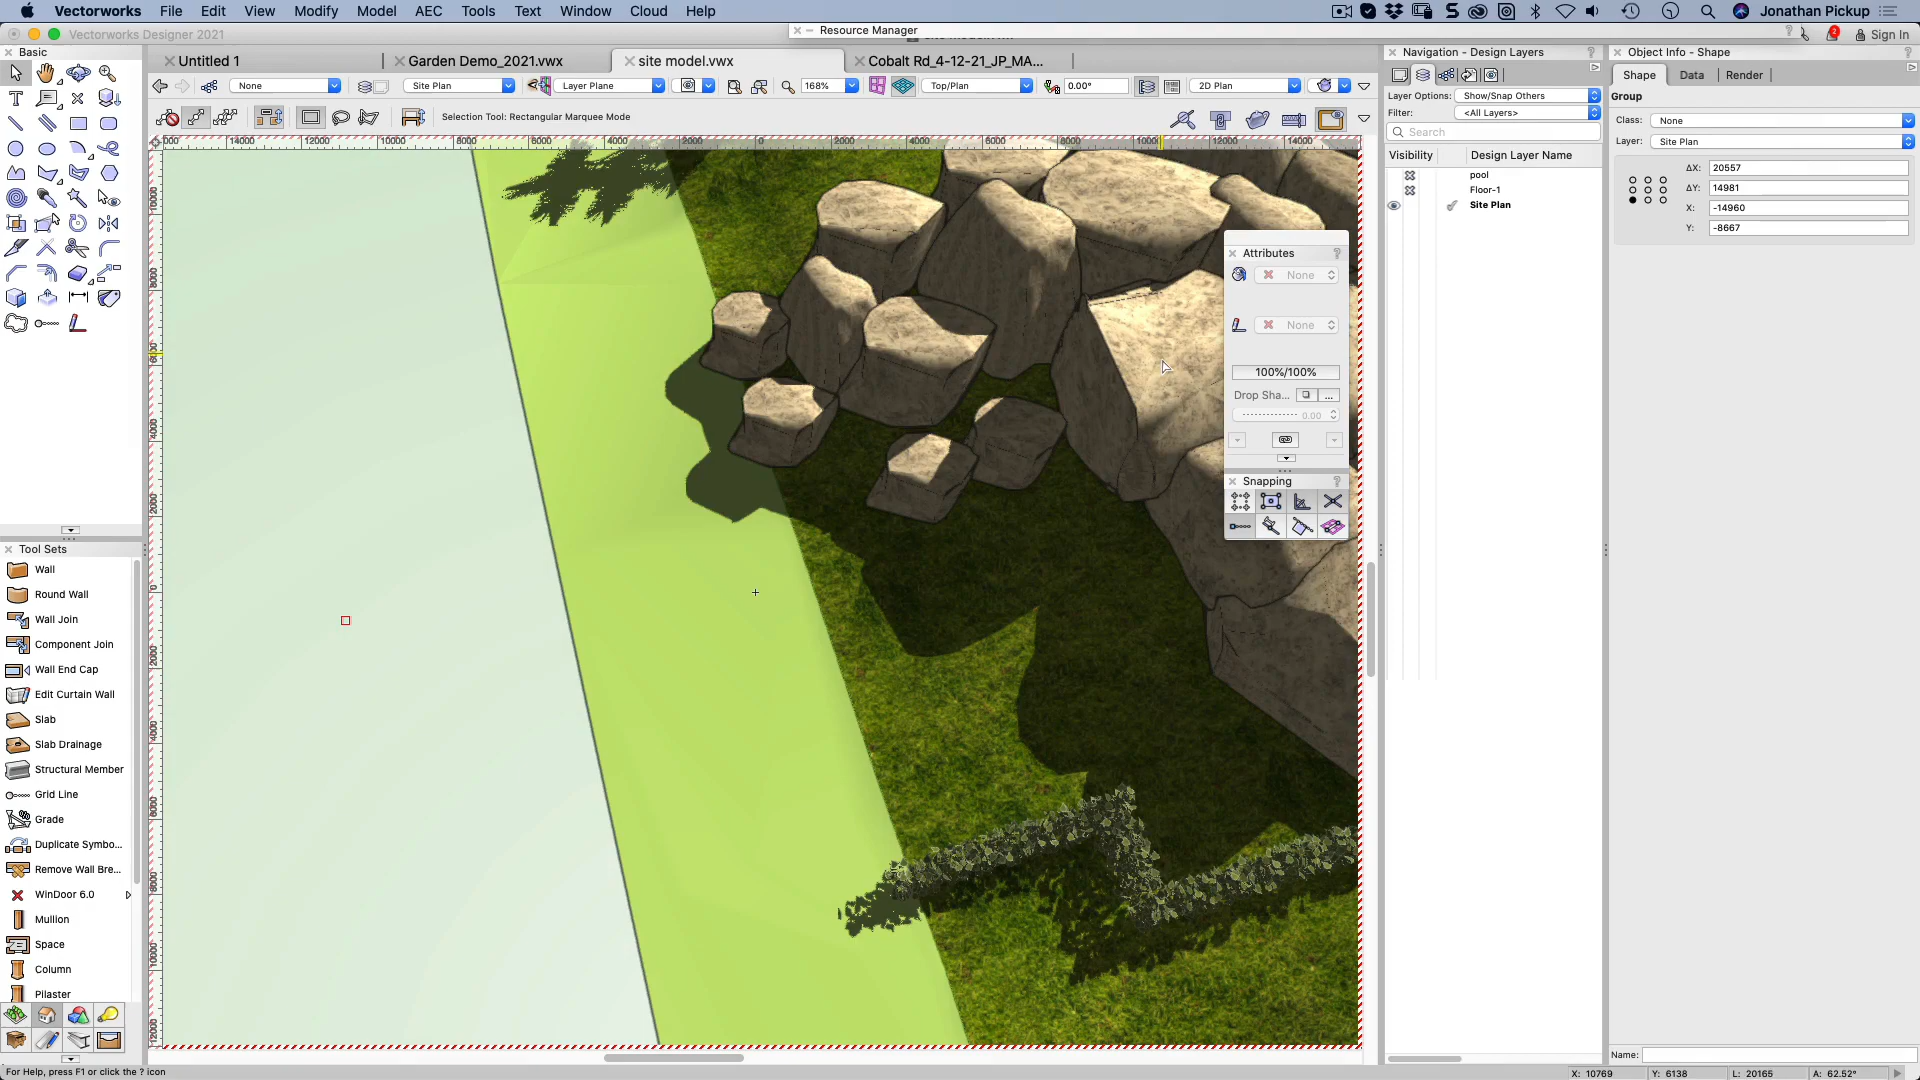 Vectorworks File Edit View Modify Model AEC Tools Text Window Cloud Help
Jonathan Pickup
Vectorworks Designer 2021
Resource Manager
2
Sign In
Basic
Untitled 1
Garden Demo_2021.vwx
site model.vwx
Cobalt Rd_4-12-21_JP_MA...
None
Site Plan
Layer Plane
168%
Top/Plan
0.00°
2D Plan
Selection Tool: Rectangular Marquee Mode
Tool Sets
Wall
Round Wall
Wall Join
Component Join
Wall End Cap
Edit Curtain Wall
Slab
Slab Drainage
Structural Member
Grid Line
Grade
Duplicate Symbo...
Remove Wall Bre...
WinDoor 6.0
Mullion
Space
Column
Pilaster
For Help, press F1 or click the ? icon
Attributes
None
None
100%/100%
Drop Sha...
...
0.00
Snapping
Navigation - Design Layers
Layer Options: Show/Snap Others
Filter: <All Layers>
Search
Visibility Design Layer Name
pool
Floor-1
Site Plan
Object Info - Shape
Shape Data Render
Group
Class: None
Layer: Site Plan
ΔX: 20557
ΔY: 14981
X: -14960
Y: -8667
Name:
X: 10769 Y: 6138 L: 20165 A: 62.52°